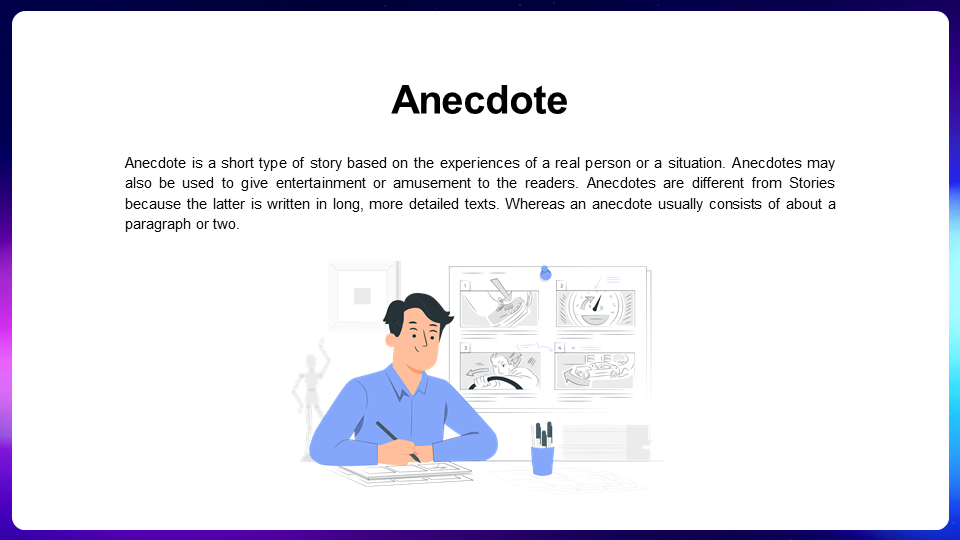 Anecdote
Anecdote is a short type of story based on the experiences of a real person or a situation. Anecdotes may
also be used to give entertainment or amusement to the readers. Anecdotes are different from Stories
because the latter is written in long, more detailed texts. Whereas an anecdote usually consists of about a
paragraph or two.
1
2
3
4